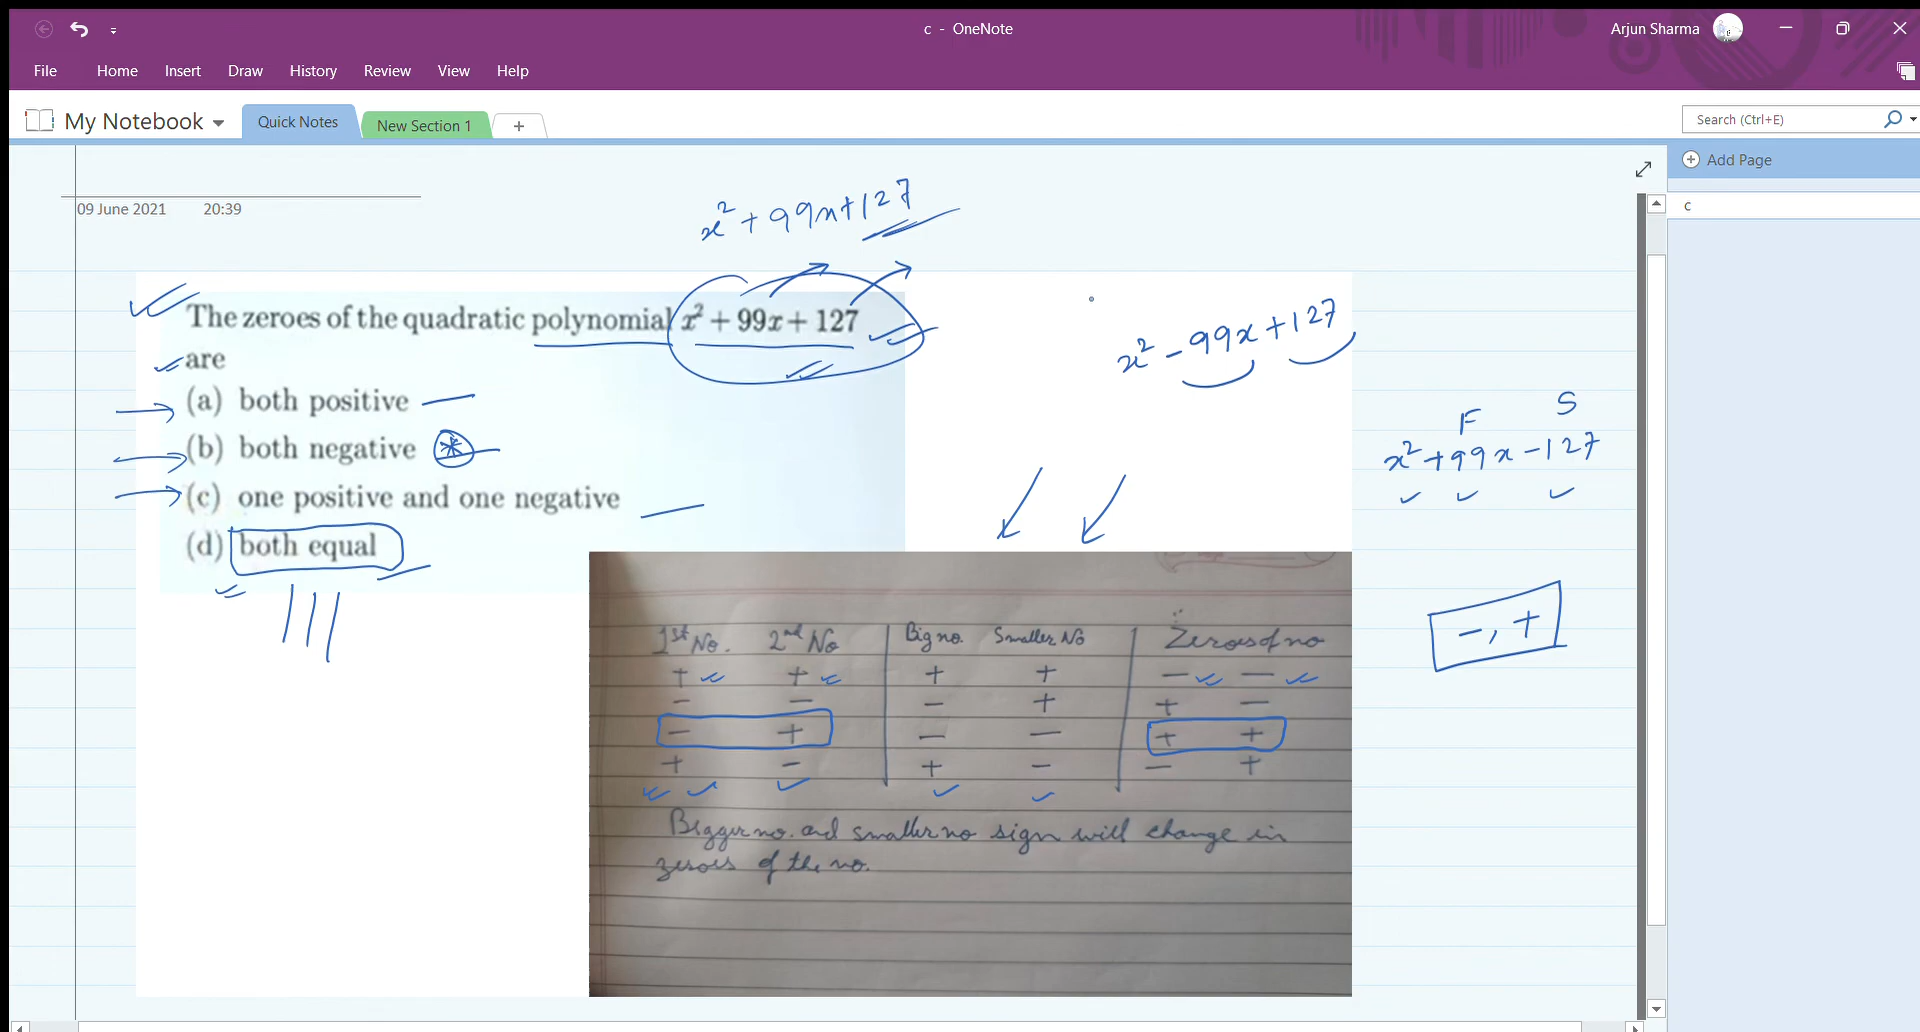 c - OneNote
Arjun Sharma
File Home Insert Draw History Review View Help
My Notebook
Quick Notes
New Section 1
+
Search (Ctrl+E)
Add Page
c
09 June 2021 20:39
x² + 99x + 127
The zeroes of the quadratic polynomial x² + 99x + 127
are
(a) both positive
(b) both negative
(c) one positive and one negative
(d) both equal
x² - 99x + 127
F S
x² + 99x - 127
-, +
1st No. 2nd No Big no. Smaller No Zeroes of no
+ + + + - -
- - - + + -
- + - - + +
+ - + - - +
Bigger no. and smaller no sign will change in
zeroes of the no.